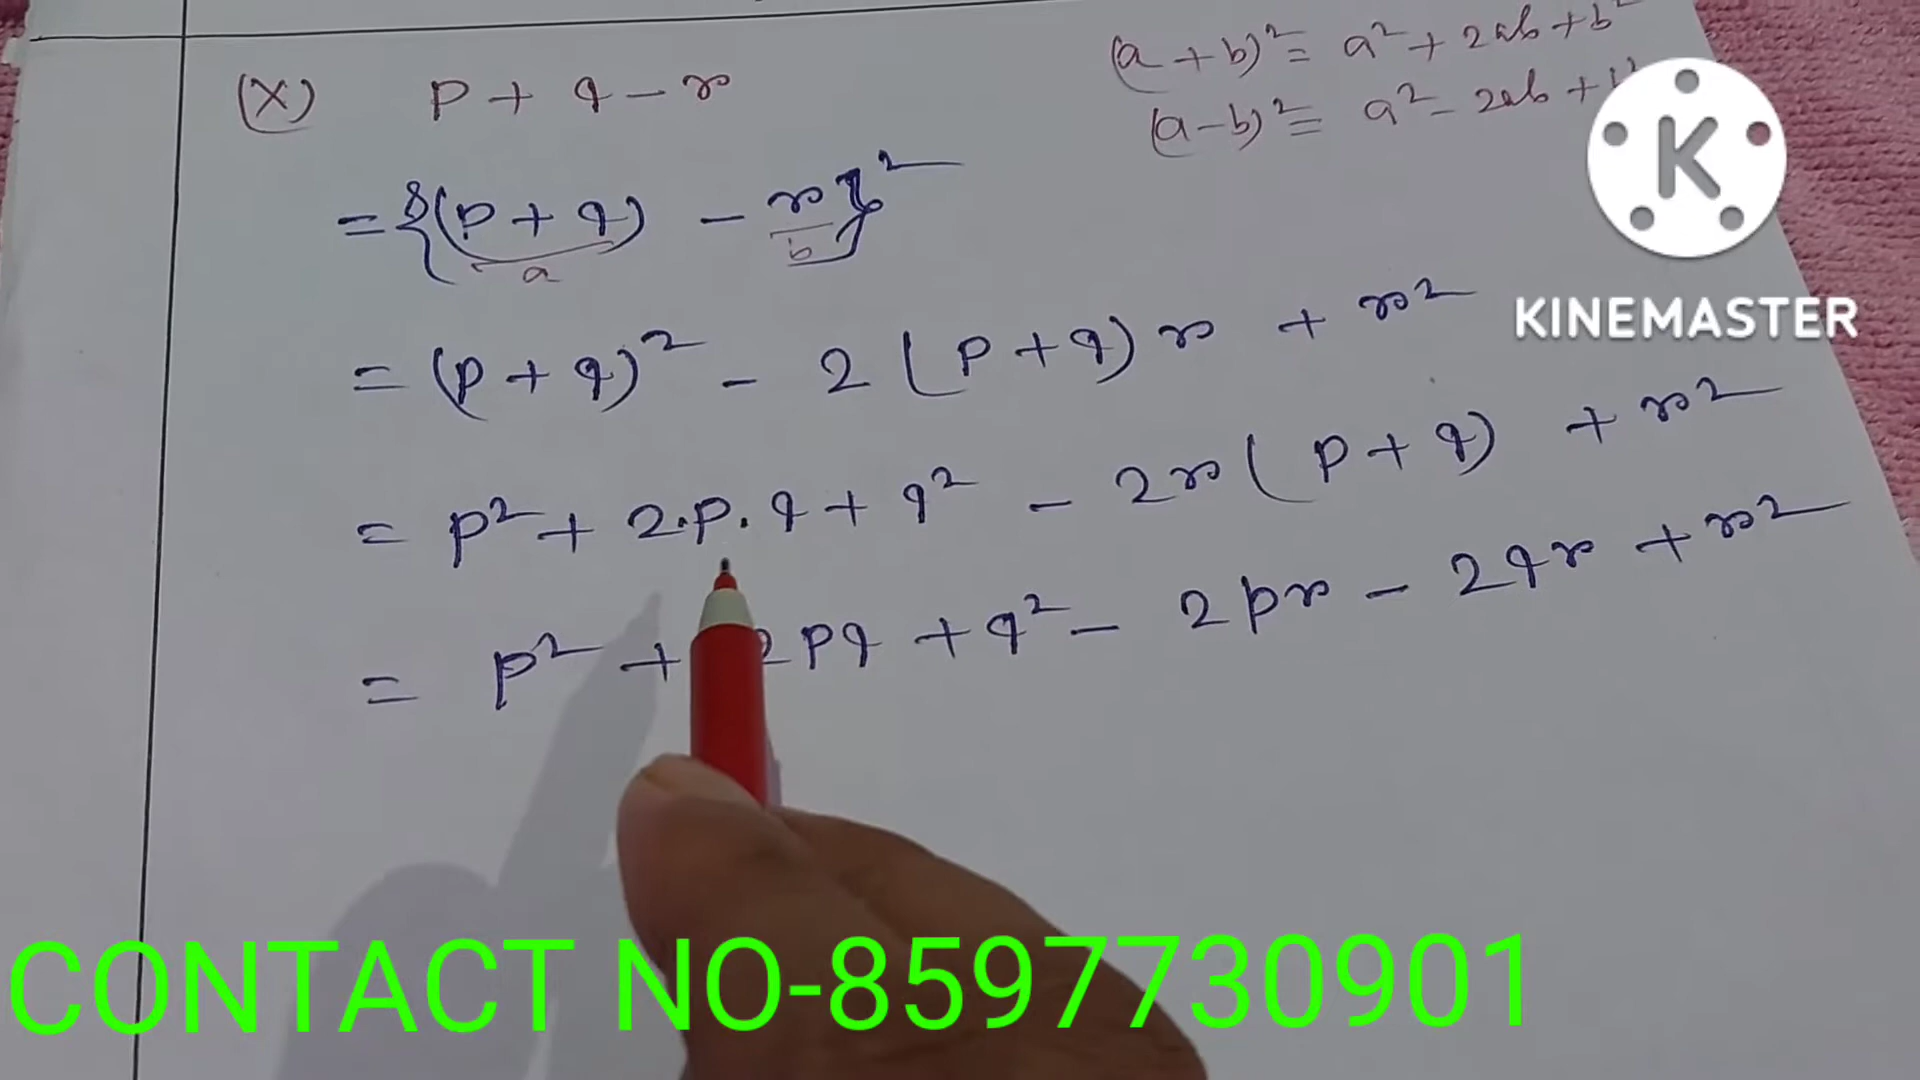 (a + b)² = a² + 2ab + b²
(a - b)² = a² - 2ab +
(X) p + q - r
= {(p + q) - r}²
a b
= (p + q)² - 2 (p + q) r + r²
= p² + 2.p.q + q² - 2r (p + q) + r²
= p² + 2pq + q² - 2pr - 2qr + r²
K
KINEMASTER
CONTACT NO-8597730901